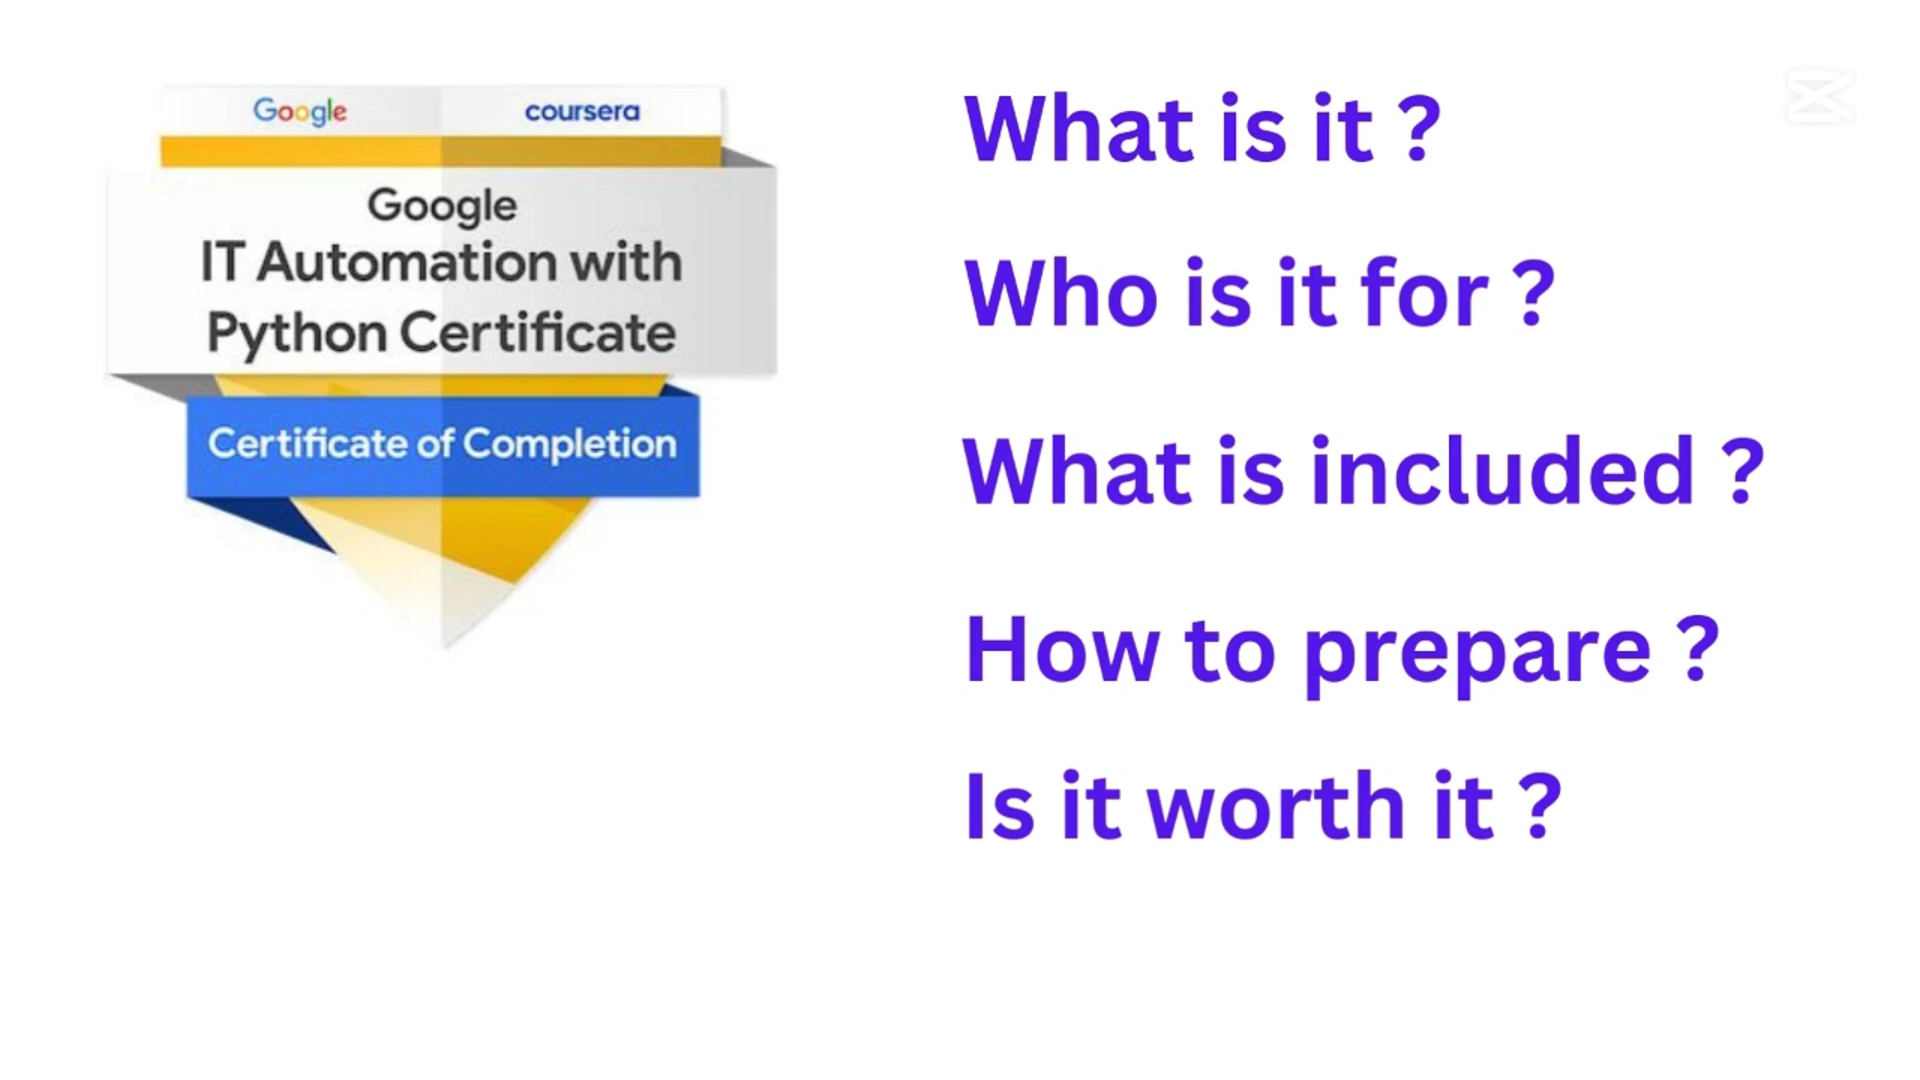 Google coursera
Google
IT Automation with
Python Certificate
Certificate of Completion
What is it ?
Who is it for ?
What is included ?
How to prepare ?
Is it worth it ?